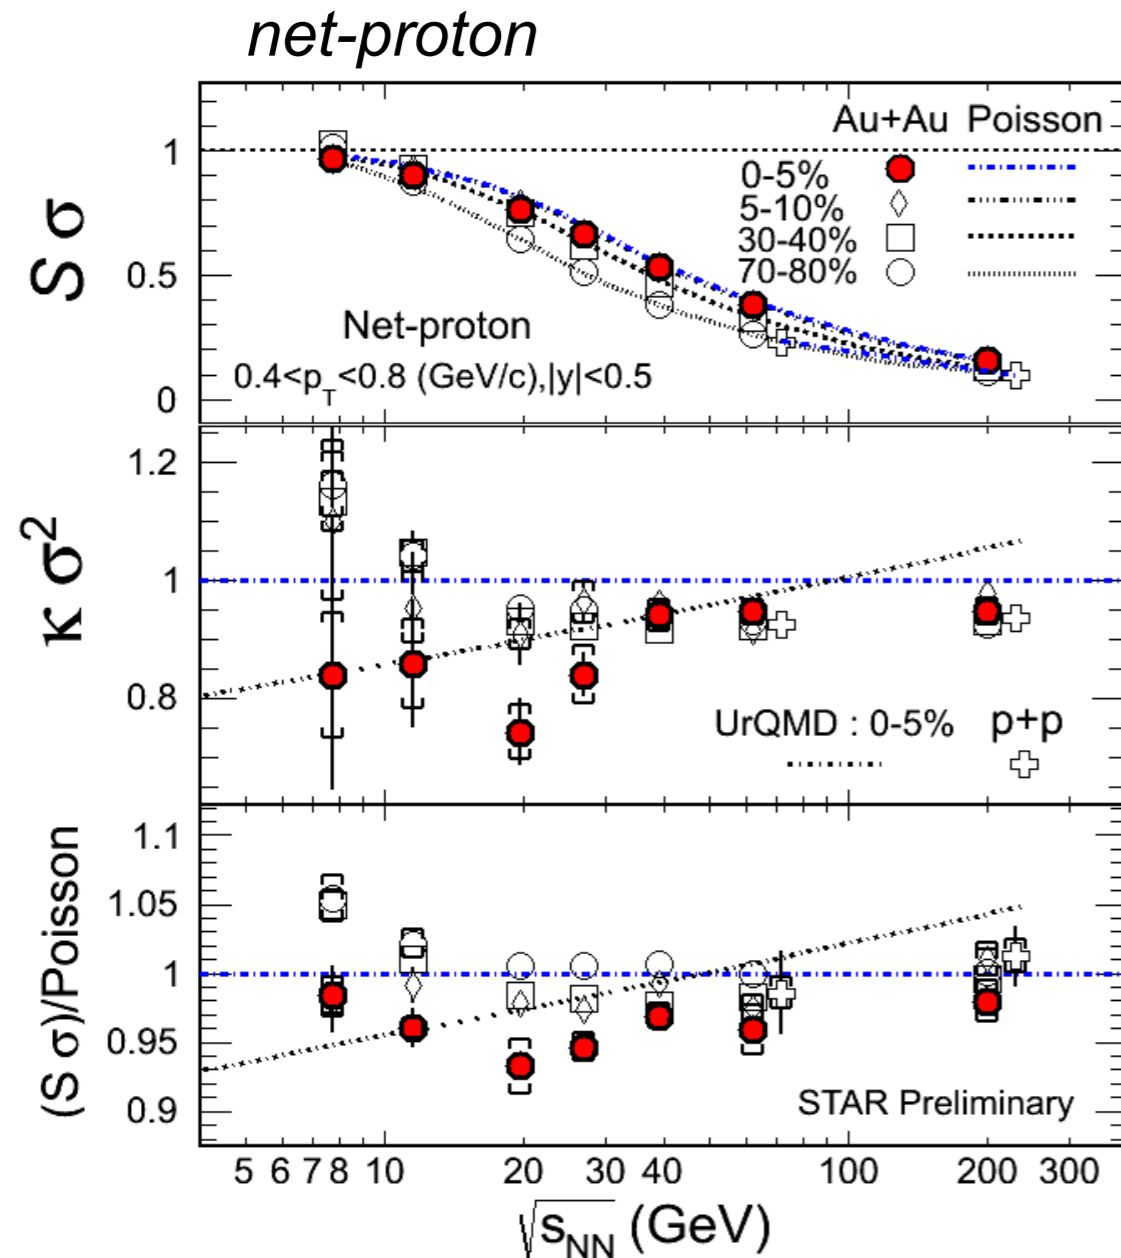 net-proton
Au+Au Poisson
0-5%
5-10%
30-40%
70-80%
S σ
1
0.5
0
Net-proton
0.4<p_T<0.8 (GeV/c),|y|<0.5
κ σ²
1.2
1
0.8
UrQMD : 0-5% p+p
(S σ)/Poisson
1.1
1.05
1
0.95
0.9
STAR Preliminary
5 6 7 8 10 20 30 40 100 200 300
√s_NN (GeV)